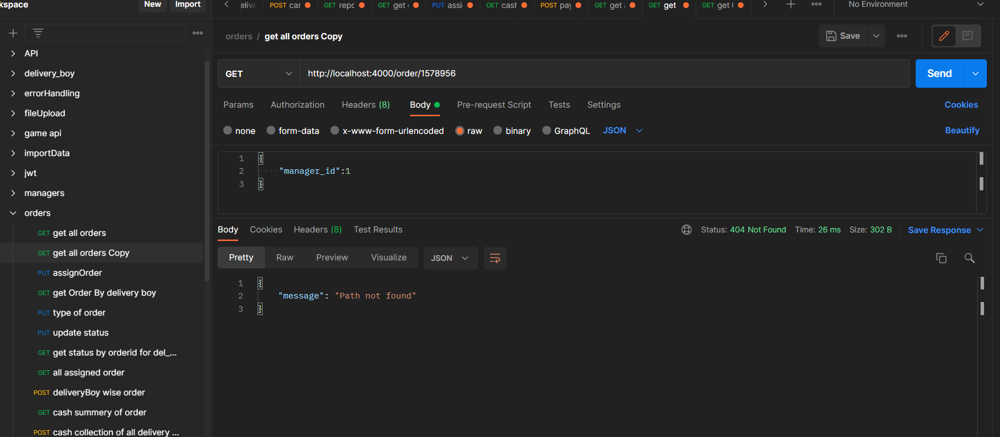 kspace
New
Import
POST
GET
GET get
PUT
GET
POST
GET get
GET get
GET get
No Environment
API
delivery_boy
errorHandling
fileUpload
game api
importData
jwt
managers
orders
GET get all orders
GET get all orders Copy
PUT assignOrder
GET get Order By delivery boy
PUT type of order
PUT update status
GET get status by orderid for del_...
GET all assigned order
POST deliveryBoy wise order
GET cash summery of order
POST cash collection of all delivery ...
orders / get all orders Copy
Save
GET http://localhost:4000/order/1578956 Send
Params Authorization Headers (8) Body Pre-request Script Tests Settings Cookies
none form-data x-www-form-urlencoded raw binary GraphQL JSON Beautify
1 {
2 "manager_id":1
3 }
Body Cookies Headers (8) Test Results Status: 404 Not Found Time: 26 ms Size: 302 B Save Response
Pretty Raw Preview Visualize JSON
1 {
2 "message": "Path not found"
3 }